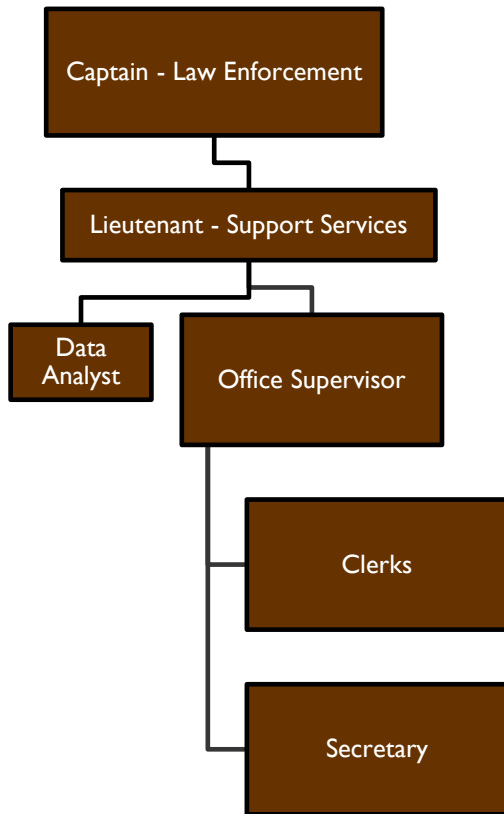 Captain - Law Enforcement
Lieutenant - Support Services
Data
Analyst
Office Supervisor
Clerks
Secretary